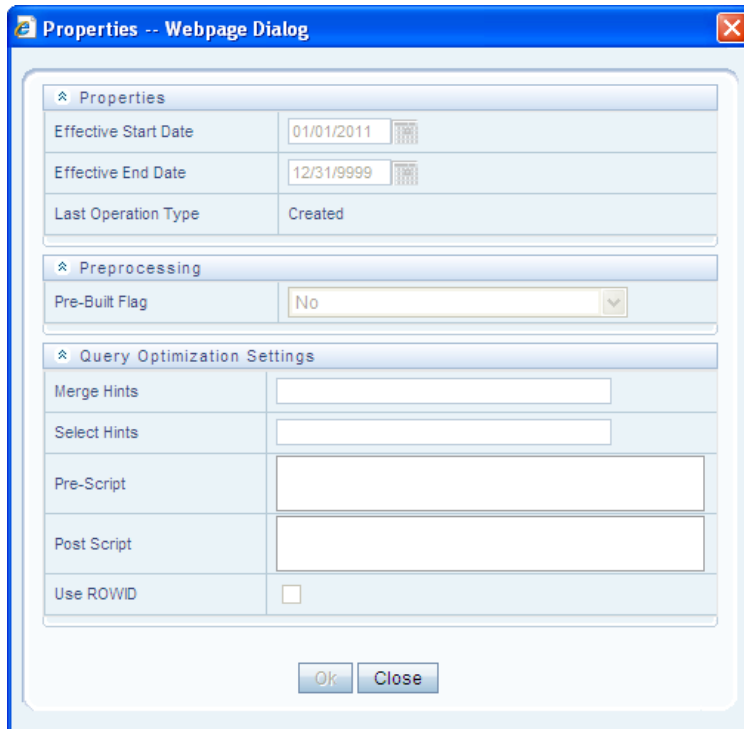 Properties -- Webpage Dialog
Properties
Effective Start Date 01/01/2011
Effective End Date 12/31/9999
Last Operation Type Created
Preprocessing
Pre-Built Flag No
Query Optimization Settings
Merge Hints
Select Hints
Pre-Script
Post Script
Use ROWID
Ok Close